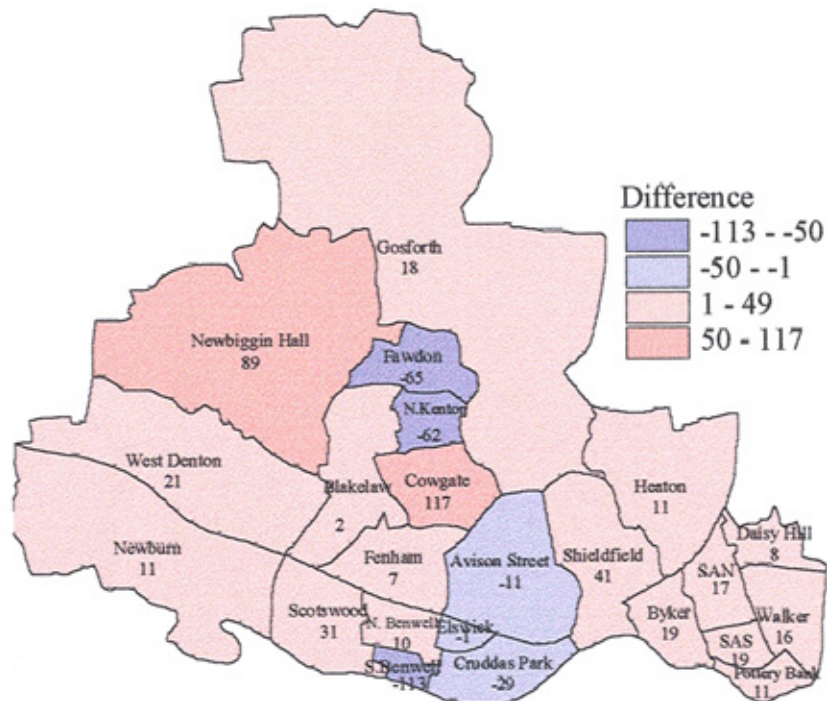 Difference
-113 - -50
-50 - -1
1 - 49
50 - 117
Gosforth
18
Newbiggin Hall
89
Fawdon
-65
N.Kenton
-62
West Denton
21
Blakelaw
2
Cowgate
117
Heaton
11
Newburn
11
Fenham
7
Avison Street
-11
Shieldfield
41
Daisy Hill
8
SAN
17
Scotswood
31
N. Benwell
10
Elswick
-1
Byker
19
Walker
16
SAS
19
S.Benwell
-113
Cruddas Park
-29
Pottery Bank
11